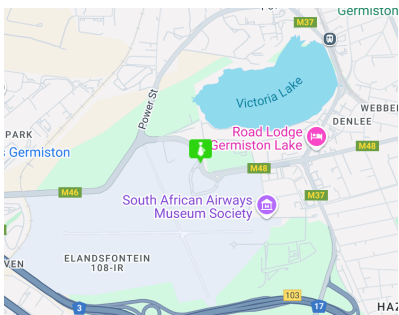 M37
Germiston
Power St
Victoria Lake
WEBBER
DENLEE
PARK
Road Lodge
Germiston Lake
s Germiston
M48
M48
M46
South African Airways
Museum Society
M37
ELANDSFONTEIN
108-IR
VEN
103
3
17
HAZ